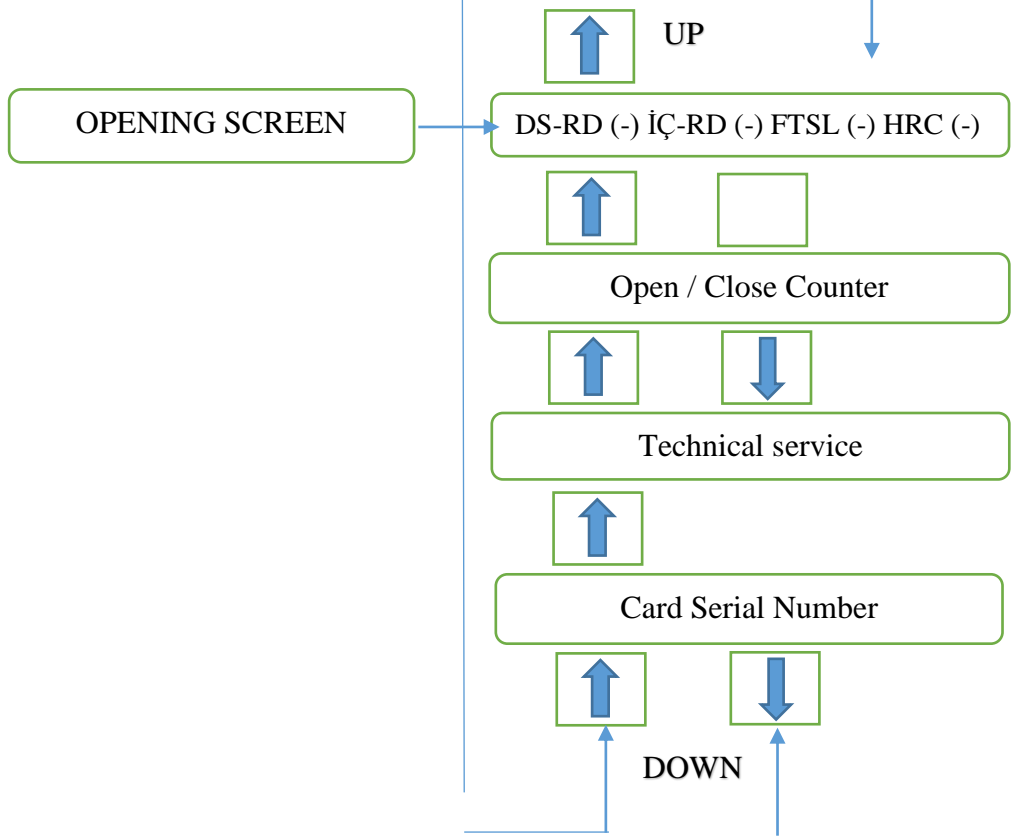 UP
OPENING SCREEN
DS-RD (-) İÇ-RD (-) FTSL (-) HRC (-)
Open / Close Counter
Technical service
Card Serial Number
DOWN